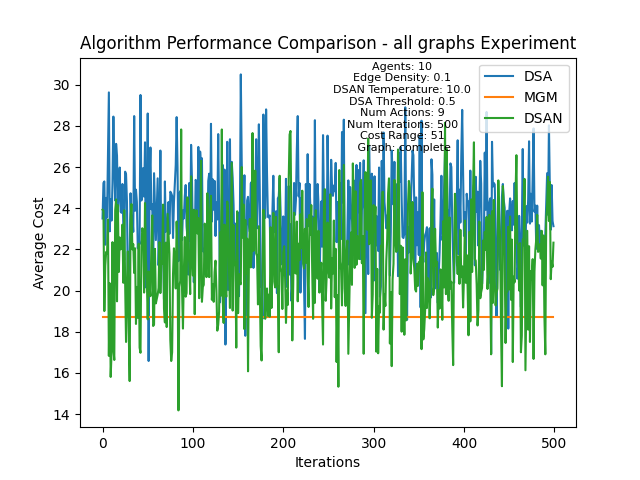 Algorithm Performance Comparison - all graphs Experiment
Agents: 10
Edge Density: 0.1
DSAN Temperature: 10.0
DSA Threshold: 0.5
Num Actions: 9
Num Iterations: 500
Cost Range: 51
Graph: complete
DSA
MGM
DSAN
Average Cost
30
28
26
24
22
20
18
16
14
0
100
200
300
400
500
Iterations